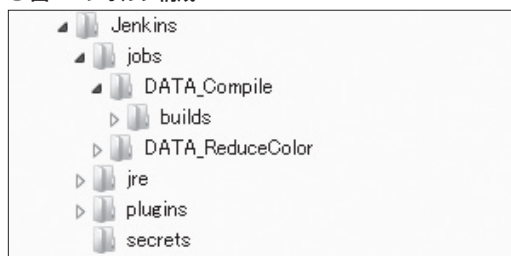 Jenkins
jobs
DATA_Compile
builds
DATA_ReduceColor
jre
plugins
secrets